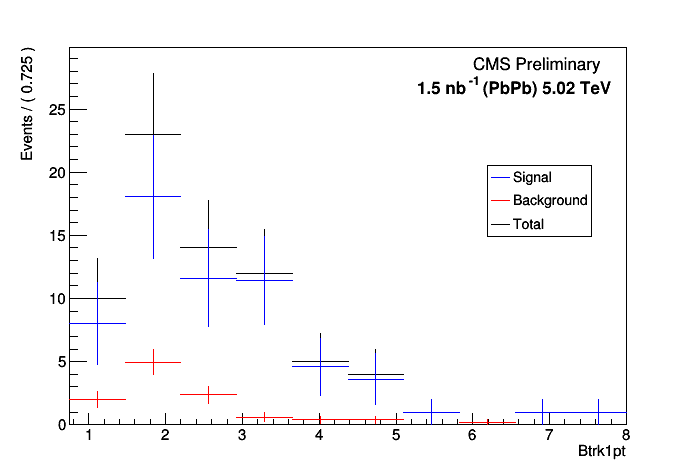 CMS Preliminary
1.5 nb⁻¹ (PbPb) 5.02 TeV
Events / ( 0.725 )
25
20
15
10
5
0
Signal
Background
Total
1 2 3 4 5 6 7 8
Btrk1pt